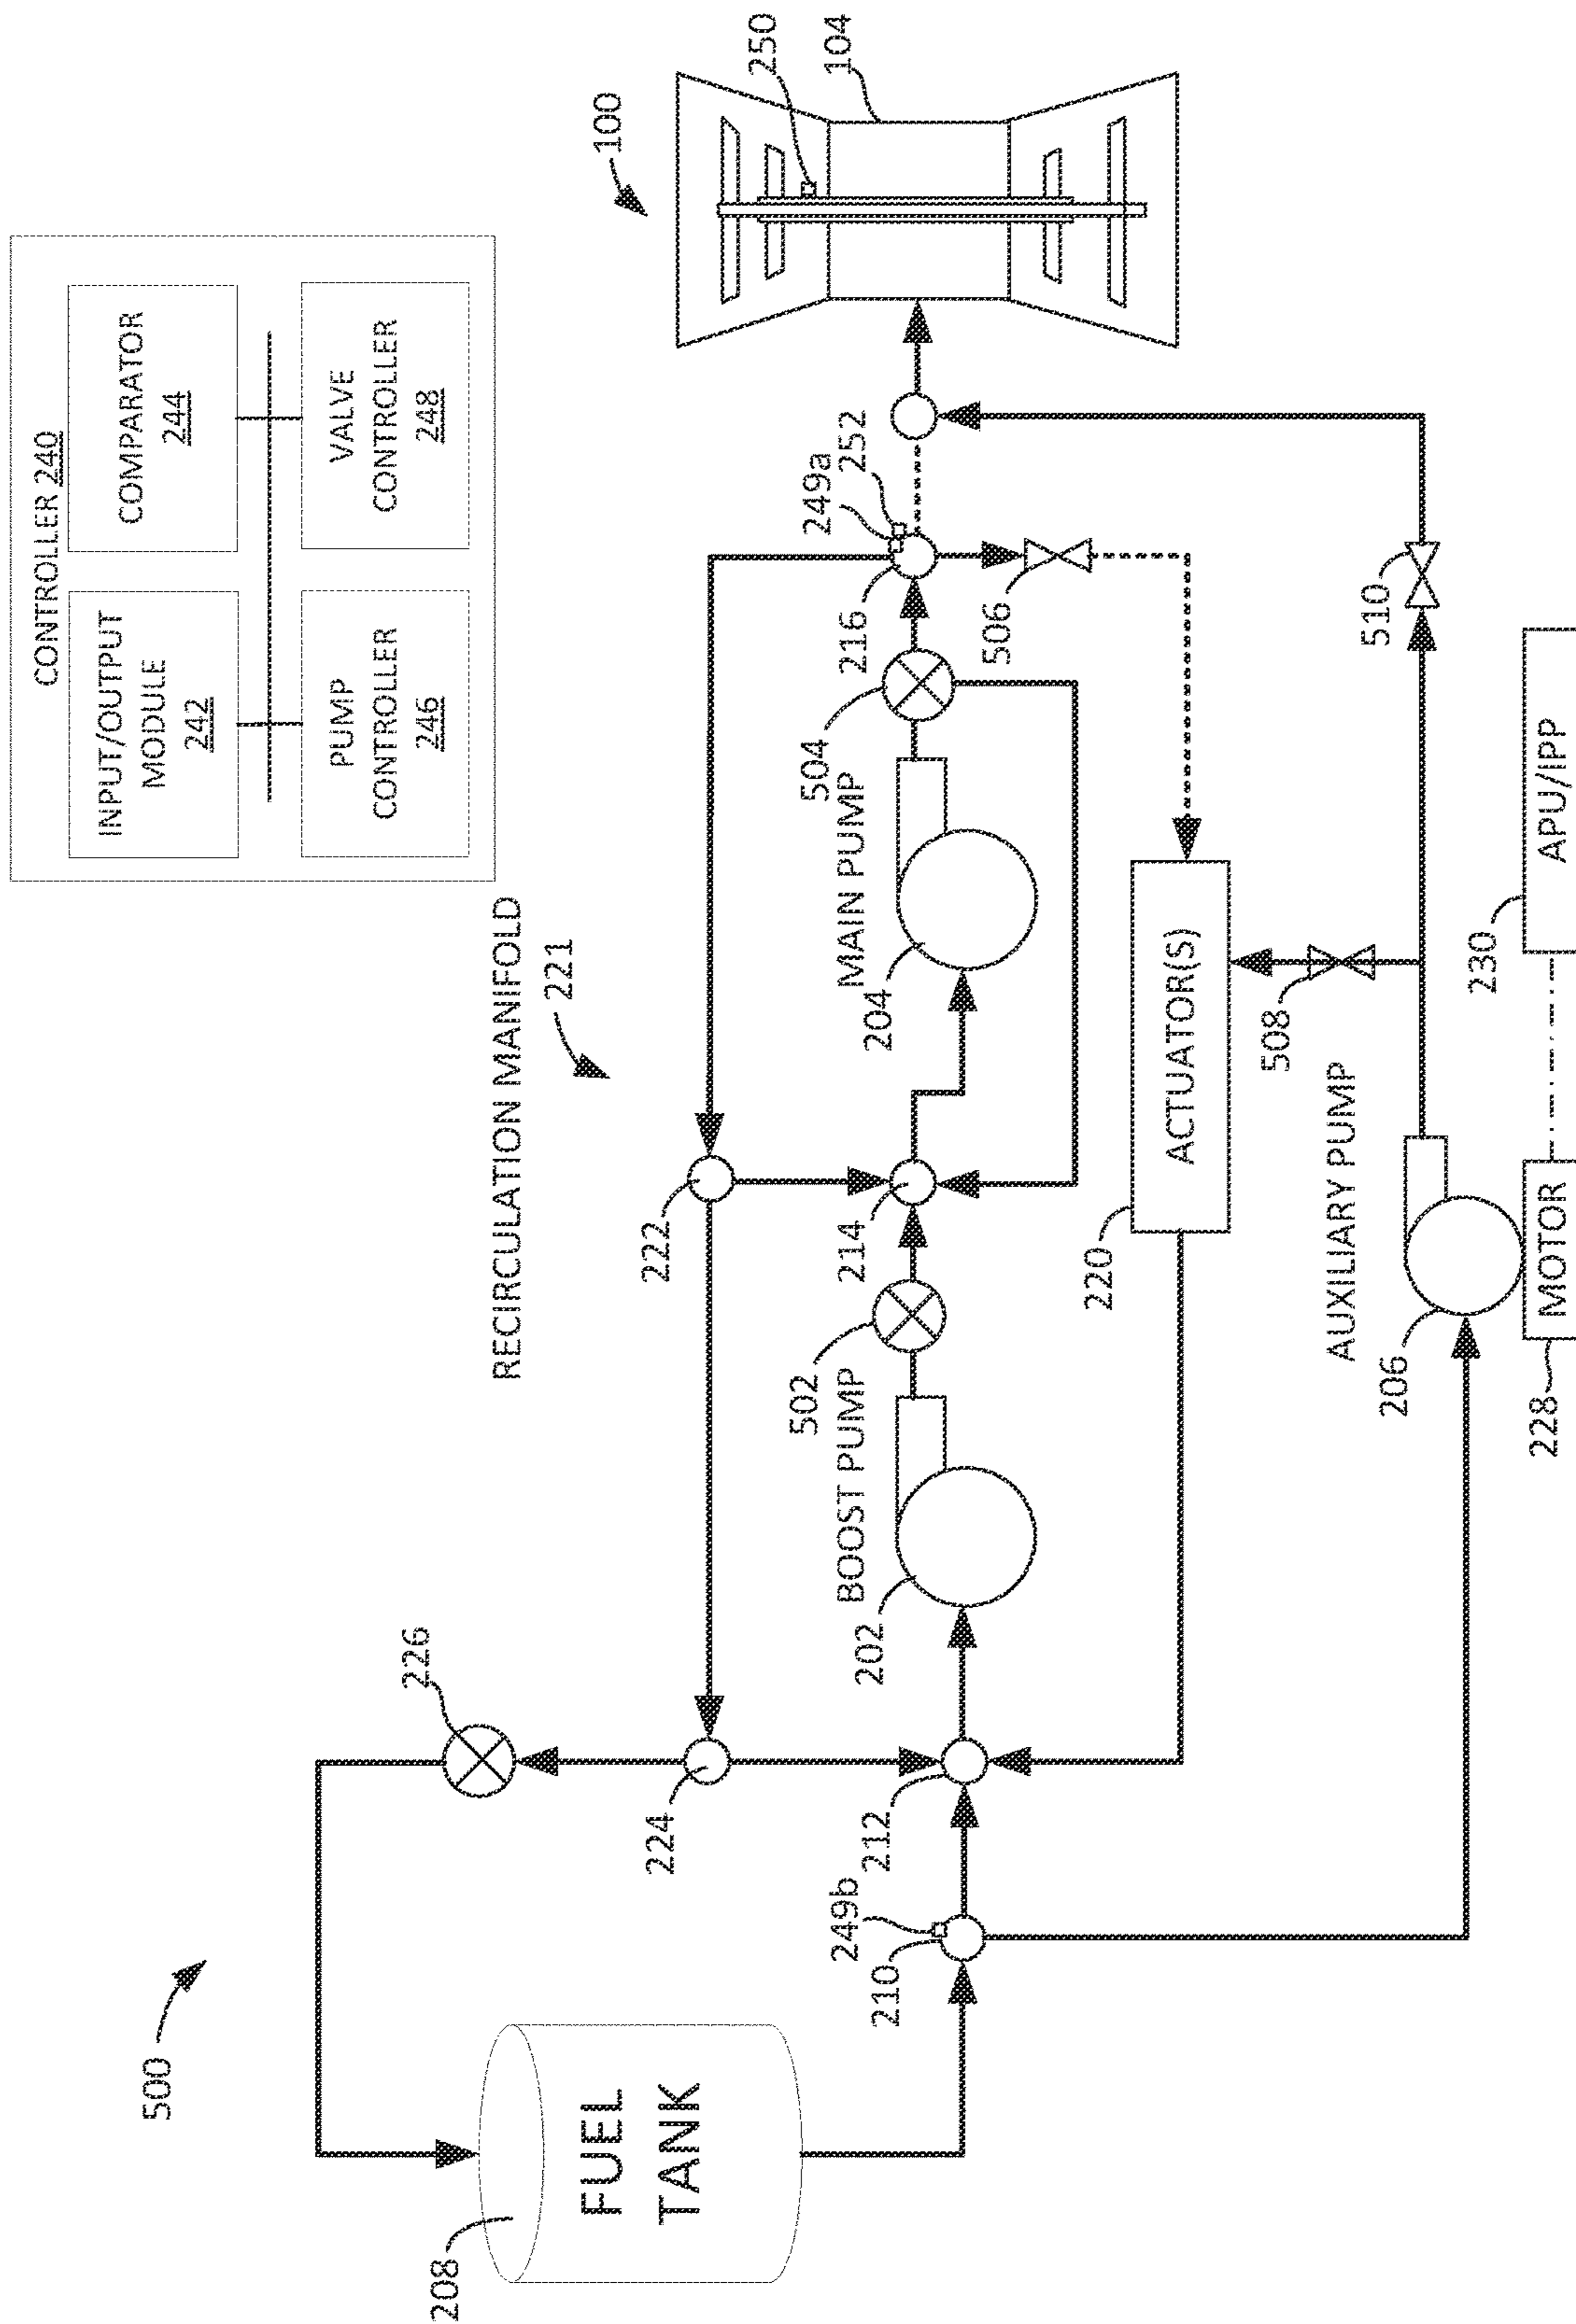 500
CONTROLLER 240
INPUT/OUTPUT
MODULE
242
COMPARATOR
244
PUMP
CONTROLLER
246
VALVE
CONTROLLER
248
RECIRCULATION MANIFOLD
221
226
208
FUEL
TANK
224
222
100
250
104
249b
210
212
BOOST PUMP
202
502
214
MAIN PUMP
204
504
216
249a
252
506
220
ACTUATOR(S)
508
510
AUXILIARY PUMP
206
228
MOTOR
230
APU/IPP